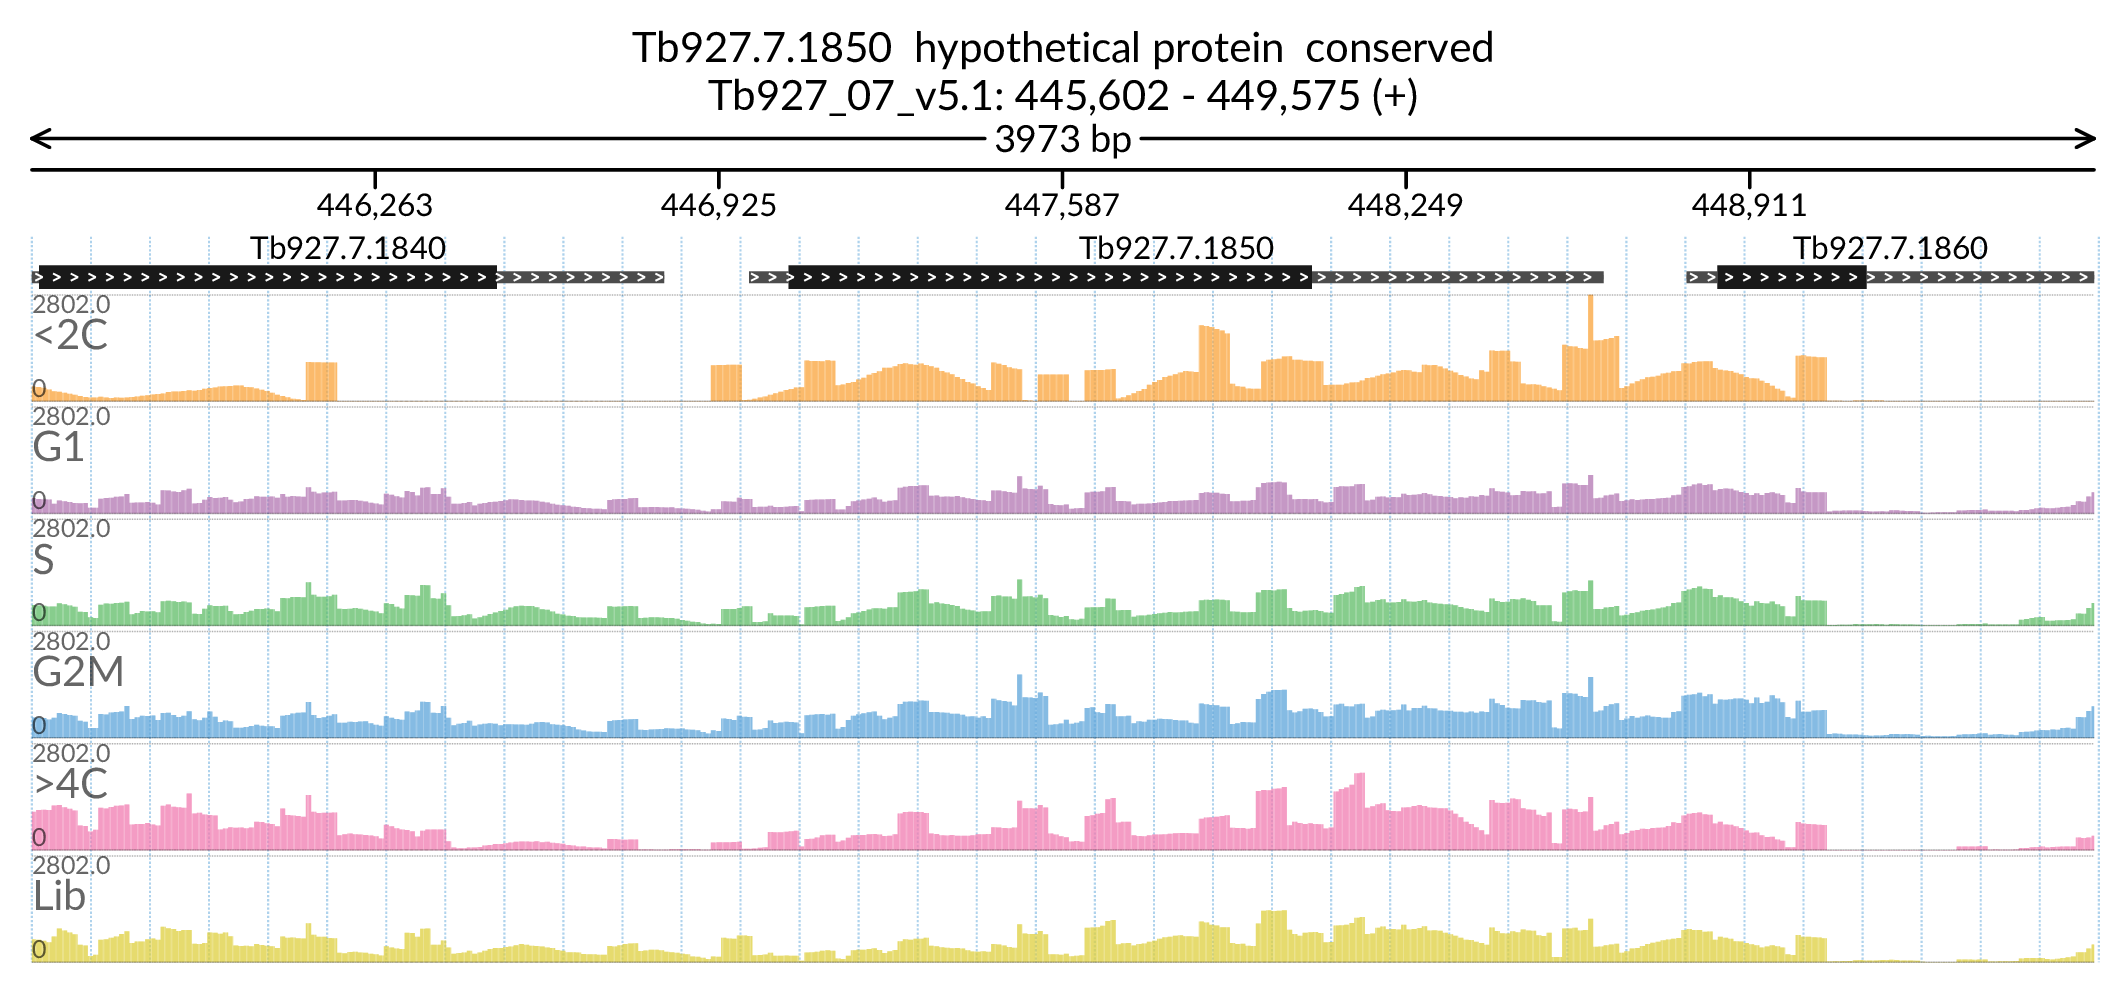 Tb927.7.1850  hypothetical protein  conserved
Tb927_07_v5.1: 445,602 - 449,575 (+)
3973 bp
446,263 446,925 447,587 448,249 448,911
Tb927.7.1840 Tb927.7.1850 Tb927.7.1860
2802.0
<2C
0
2802.0
G1
0
2802.0
S
0
2802.0
G2M
0
2802.0
>4C
0
2802.0
Lib
0